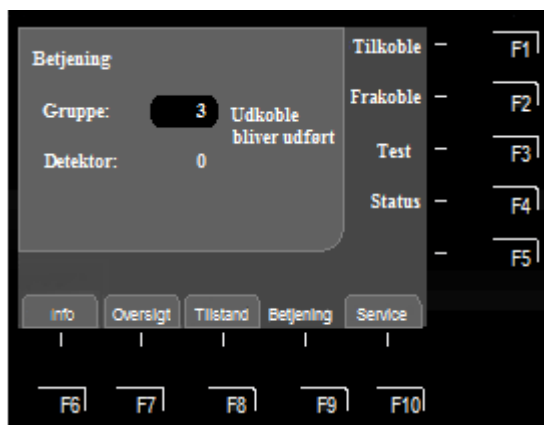 Betjening
Gruppe: 3 Udkoble
bliver udført
Detektor: 0
Tilkoble F1
Frakoble F2
Test F3
Status F4
F5
Info Oversigt Tilstand Betjening Service
F6 F7 F8 F9 F10